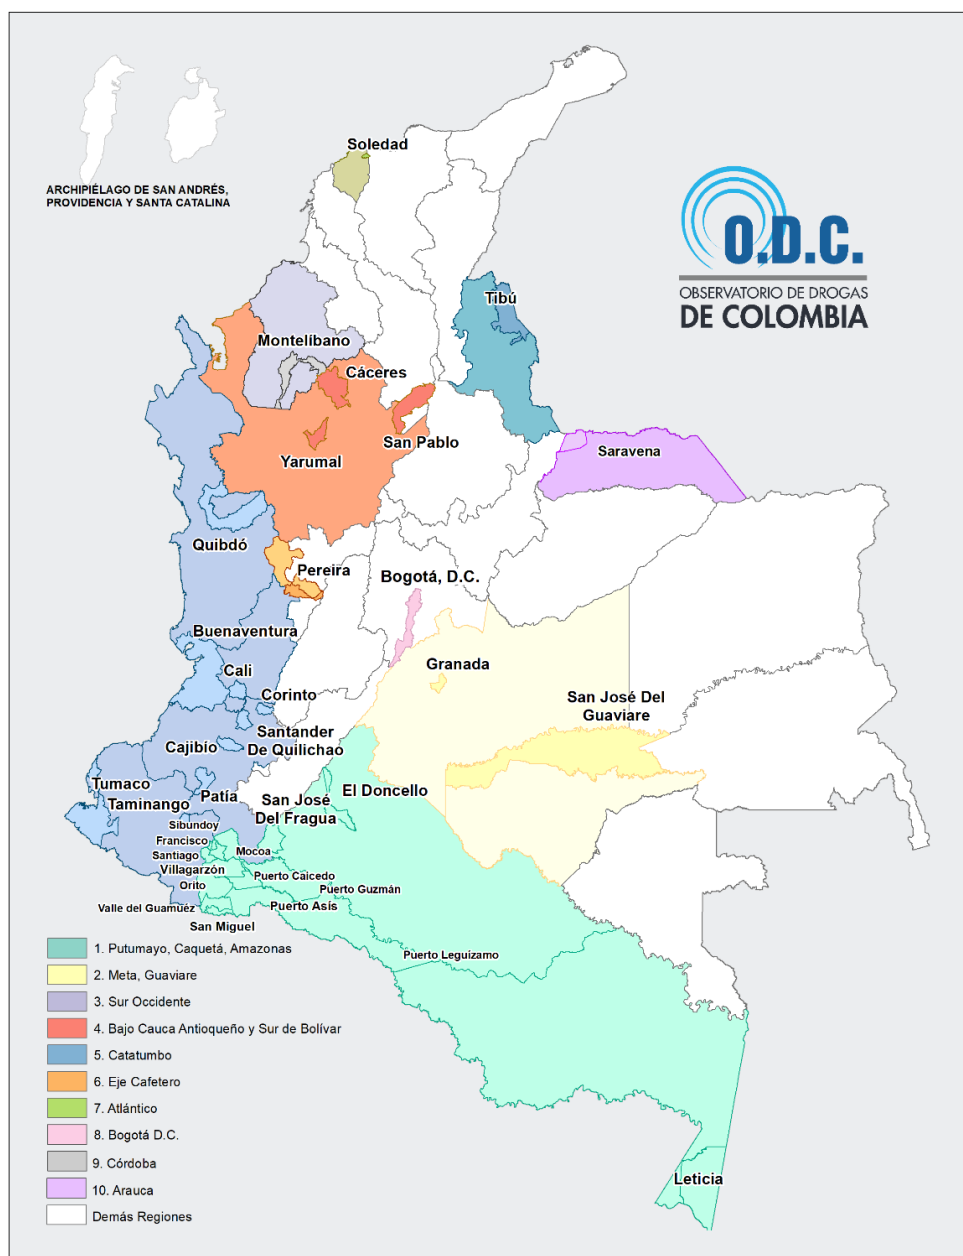 Soledad
ARCHIPIÉLAGO DE SAN ANDRÉS,
PROVIDENCIA Y SANTA CATALINA
O.D.C.
OBSERVATORIO DE DROGAS
DE COLOMBIA
Tibú
Montelíbano
Cáceres
San Pablo
Yarumal
Saravena
Quibdó
Pereira
Bogotá, D.C.
Buenaventura
Granada
Cali
Corinto
San José Del
Guaviare
Santander
De Quilichao
Cajibío
Tumaco
Taminango
Patía
San José
Del Fragua
El Doncello
Sibundoy
Francisco
Santiago
Mocoa
Villagarzón
Puerto Caicedo
Orito
Puerto Guzmán
Valle del Guamuéz
Puerto Asís
San Miguel
Puerto Leguizamo
Leticia
1. Putumayo, Caquetá, Amazonas
2. Meta, Guaviare
3. Sur Occidente
4. Bajo Cauca Antioqueño y Sur de Bolívar
5. Catatumbo
6. Eje Cafetero
7. Atlántico
8. Bogotá D.C.
9. Córdoba
10. Arauca
Demás Regiones